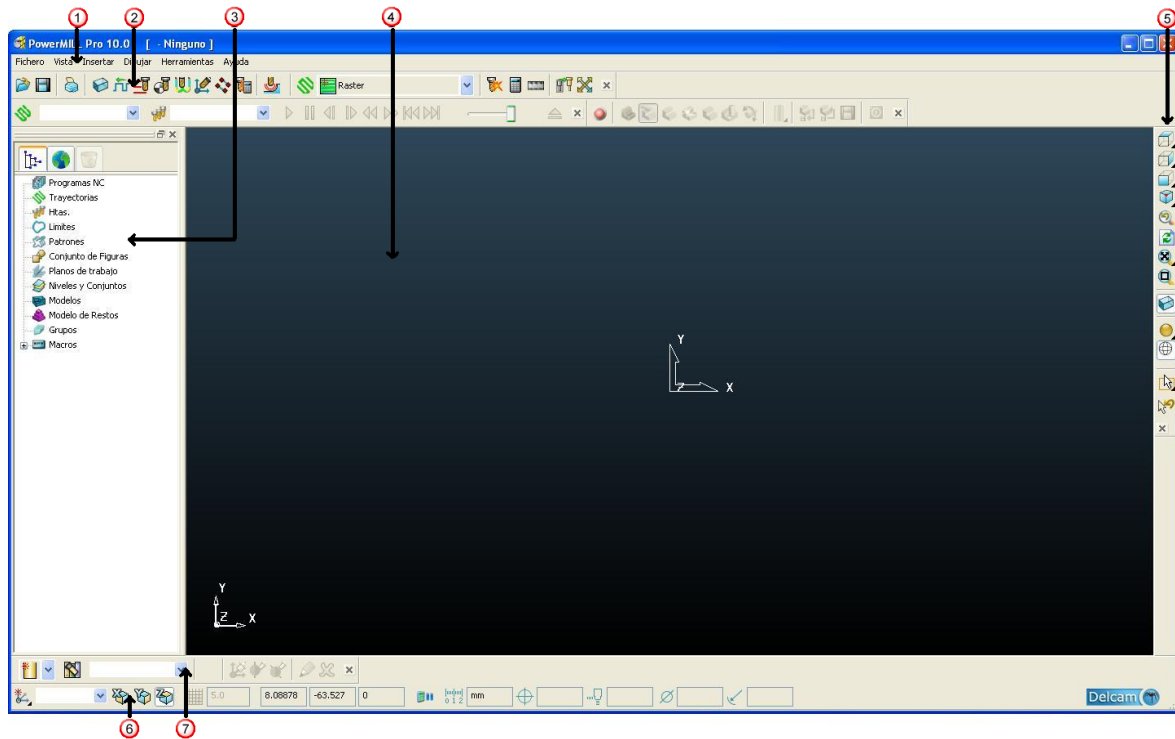 1 2 3 4 5
PowerMILL Pro 10.0 [ - Ninguno ]
Fichero Vista Insertar Dibujar Herramientas Ayuda
Raster
Programas NC
Trayectorias
Htas.
Limites
Patrones
Conjunto de Figuras
Planos de trabajo
Niveles y Conjuntos
Modelos
Modelo de Restos
Grupos
Macros
Y
Z X
Y
Z X
5.0 8.08878 -63.527 0 mm Delcam
6 7